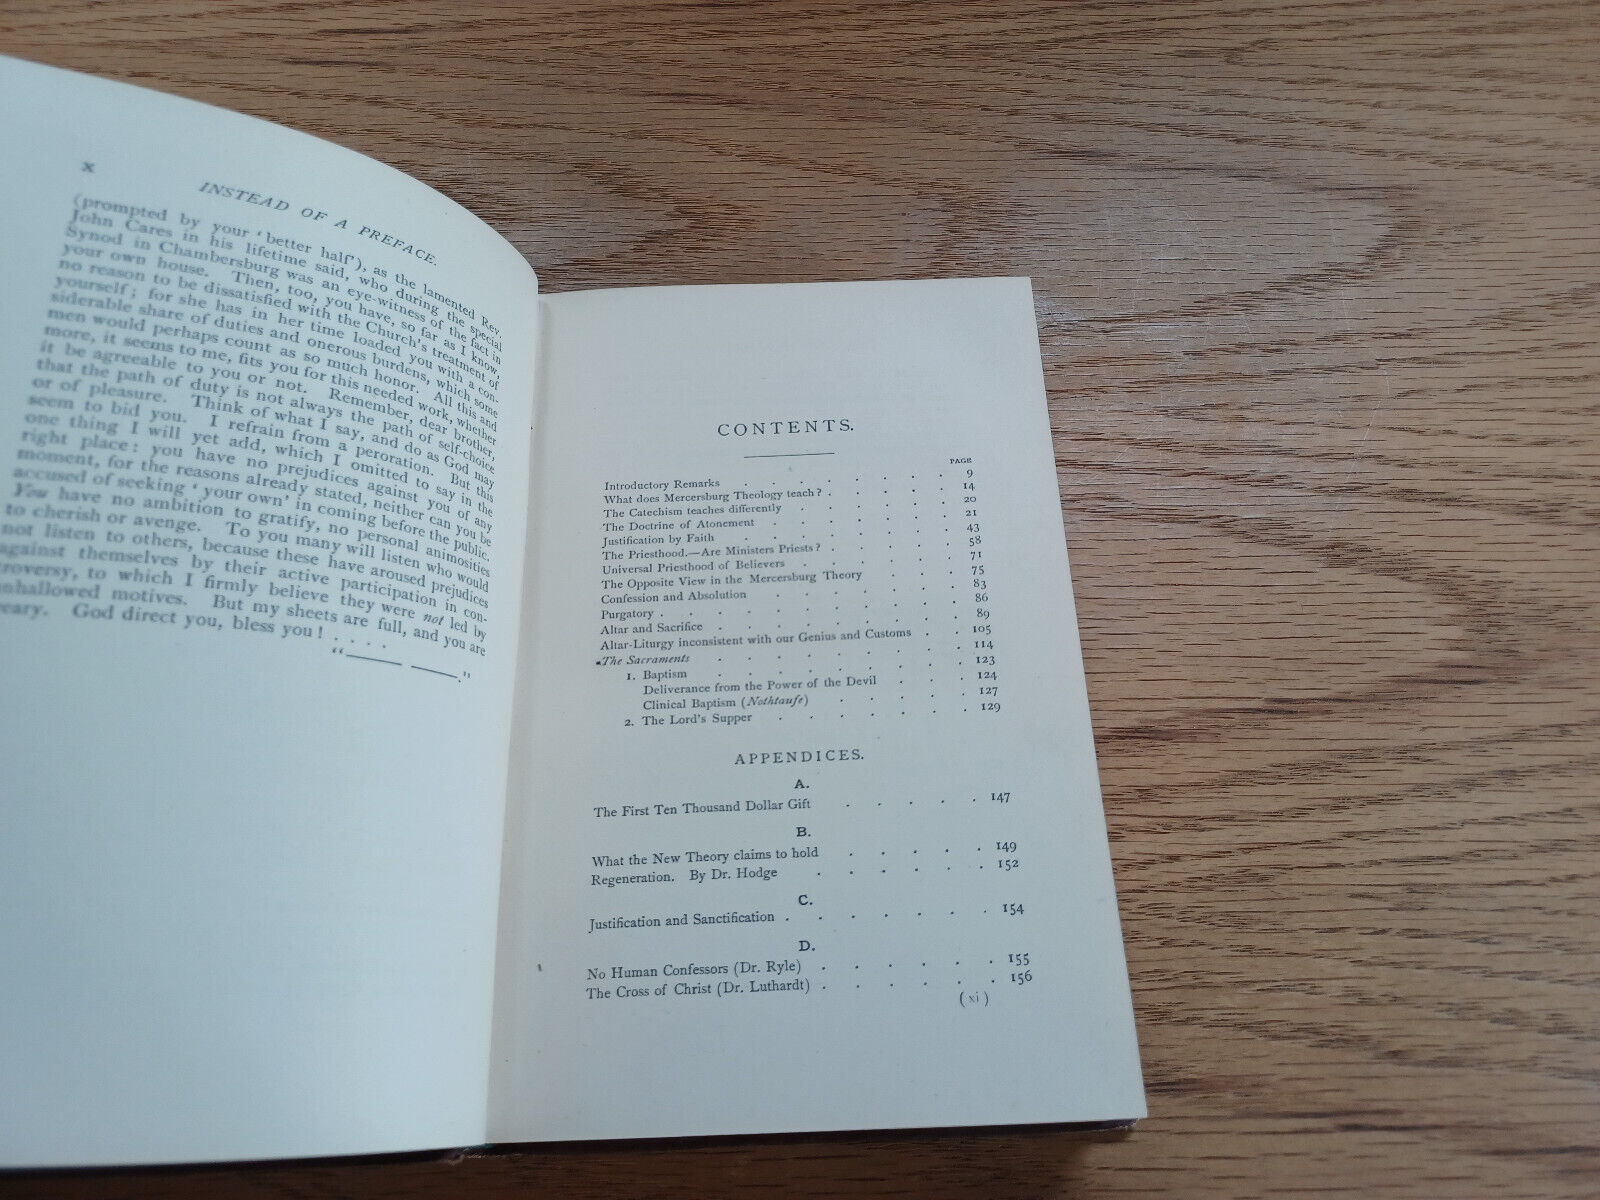 x
INSTEAD OF A PREFACE.
(prompted by your 'better half'), as the lamented Rev.
John Cares in his lifetime said, who during the special
Synod in Chambersburg was an eye-witness of the fact in
your own house. Then, too, you have, so far as I know,
no reason to be dissatisfied with the Church's treatment of
yourself; for she has in her time loaded you with a con-
siderable share of duties and onerous burdens, which some
men would perhaps count as so much honor. All this and
more, it seems to me, fits you for this needed work, whether
it be agreeable to you or not. Remember, dear brother,
that the path of duty is not always the path of self-choice
or of pleasure. Think of what I say, and do as God may
seem to bid you. I refrain from a peroration. But this
one thing I will yet add, which I omitted to say in the
right place: you have no prejudices against you of any
moment, for the reasons already stated, neither can you be
accused of seeking 'your own' in coming before the public.
You have no ambition to gratify, no personal animosities
to cherish or avenge. To you many will listen who would
not listen to others, because these have aroused prejudices
against themselves by their active participation in con-
troversy, to which I firmly believe they were not led by
unhallowed motives. But my sheets are full, and you are
weary. God direct you, bless you! . . . .
"—— ——."
CONTENTS.
PAGE
Introductory Remarks . . . . . . . 9
What does Mercersburg Theology teach? . . . . . 14
The Catechism teaches differently . . . . . . 20
The Doctrine of Atonement . . . . . . 21
Justification by Faith . . . . . . . 43
The Priesthood.—Are Ministers Priests? . . . . . 58
Universal Priesthood of Believers . . . . . . 71
The Opposite View in the Mercersburg Theory . . . 75
Confession and Absolution . . . . . . . 83
Purgatory . . . . . . . . . 86
Altar and Sacrifice . . . . . . . . 89
Altar-Liturgy inconsistent with our Genius and Customs . . 105
The Sacraments . . . . . . . . 114
1. Baptism . . . . . . . . 123
Deliverance from the Power of the Devil . . . 124
Clinical Baptism (Nothtaufe) . . . . . 127
2. The Lord's Supper . . . . . . 129
APPENDICES.
A.
The First Ten Thousand Dollar Gift . . . . . 147
B.
What the New Theory claims to hold . . . . . 149
Regeneration. By Dr. Hodge . . . . . . 152
C.
Justification and Sanctification . . . . . . . 154
D.
No Human Confessors (Dr. Ryle) . . . . . . 155
The Cross of Christ (Dr. Luthardt) . . . . . . 156
(xi)